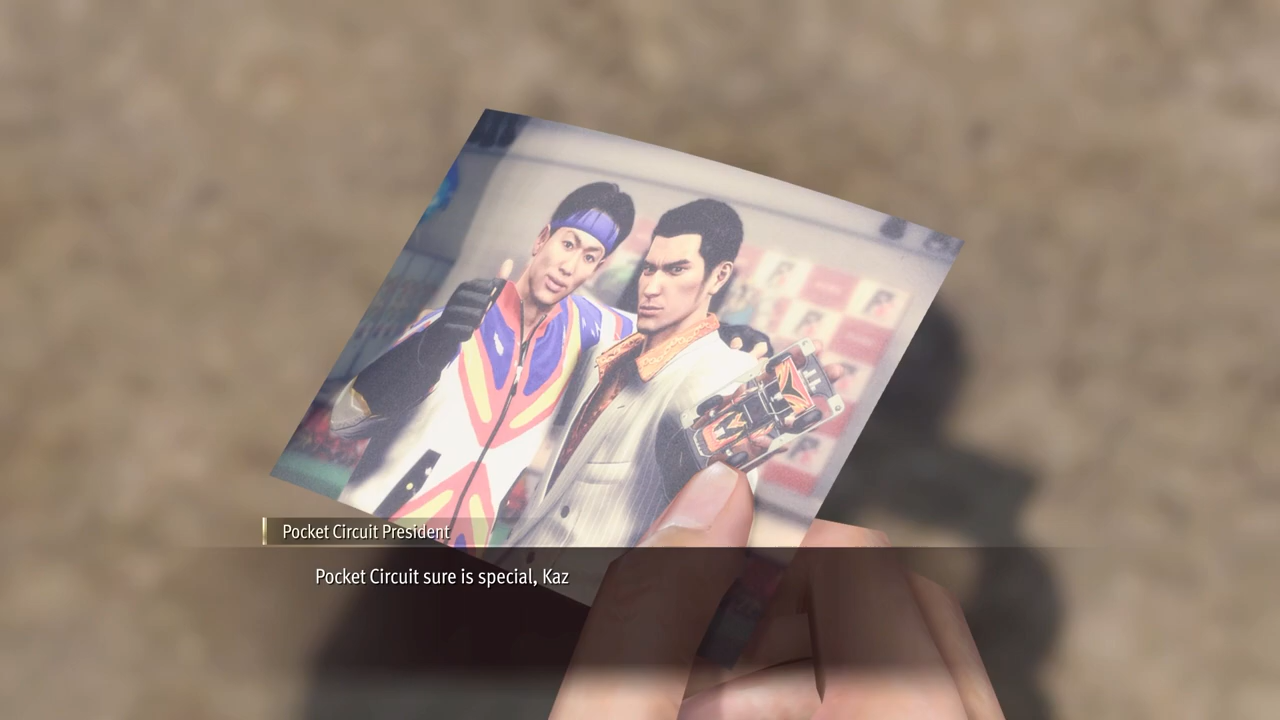 Pocket Circuit President
Pocket Circuit sure is special, Kaz